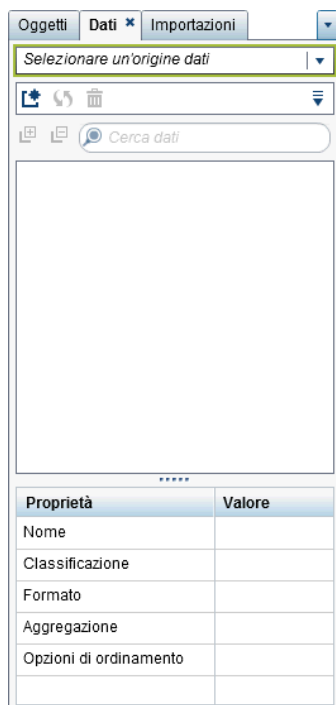 Oggetti Dati Importazioni
Selezionare un'origine dati
Cerca dati
Proprietà Valore
Nome
Classificazione
Formato
Aggregazione
Opzioni di ordinamento